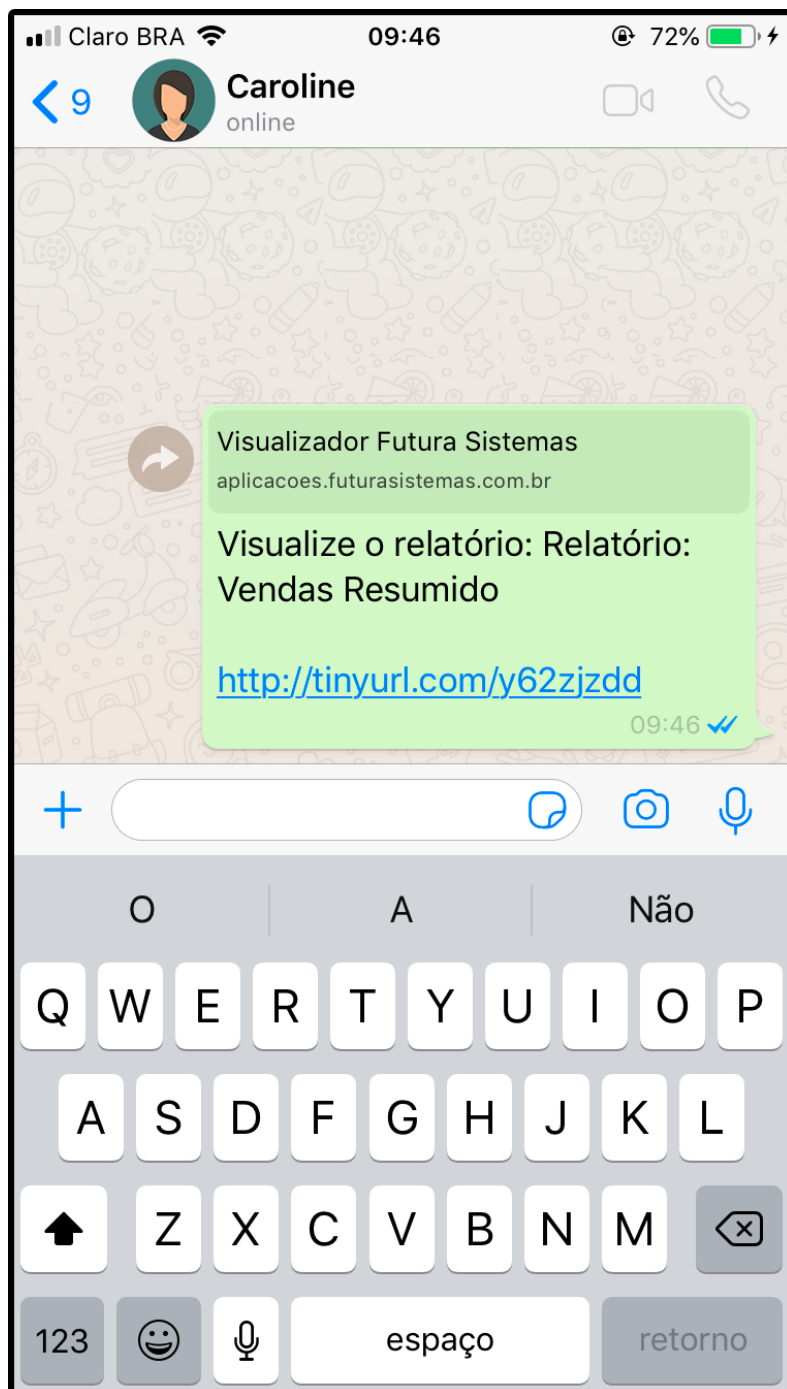 Claro BRA 09:46 72%
9 Caroline
online
Visualizador Futura Sistemas
aplicacoes.futurasistemas.com.br
Visualize o relatório: Relatório:
Vendas Resumido
http://tinyurl.com/y62zjzdd
09:46
O A Não
Q W E R T Y U I O P
A S D F G H J K L
Z X C V B N M
123 espaço retorno